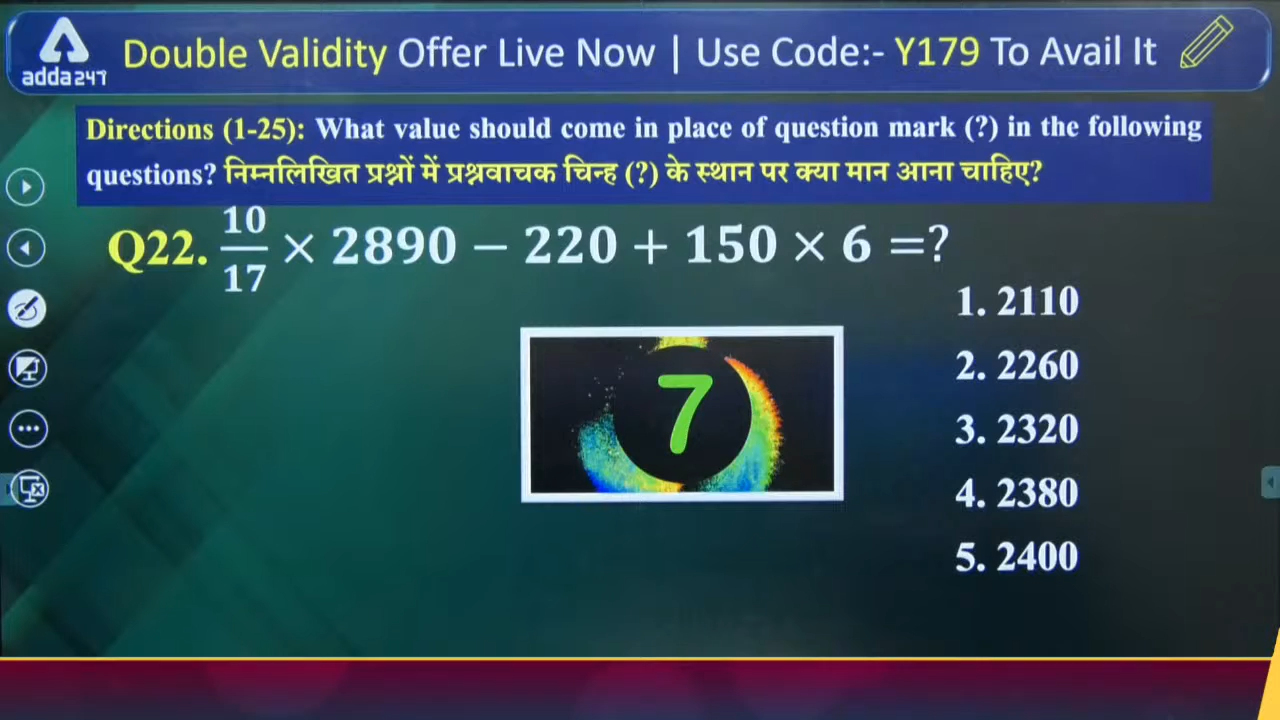 Double Validity Offer Live Now | Use Code:- Y179 To Avail It
adda247
Directions (1-25): What value should come in place of question mark (?) in the following
questions? निम्नलिखित प्रश्नों में प्रश्नवाचक चिन्ह (?) के स्थान पर क्या मान आना चाहिए?
Q22. 10/17 × 2890 − 220 + 150 × 6 =?
1. 2110
2. 2260
7
3. 2320
4. 2380
5. 2400